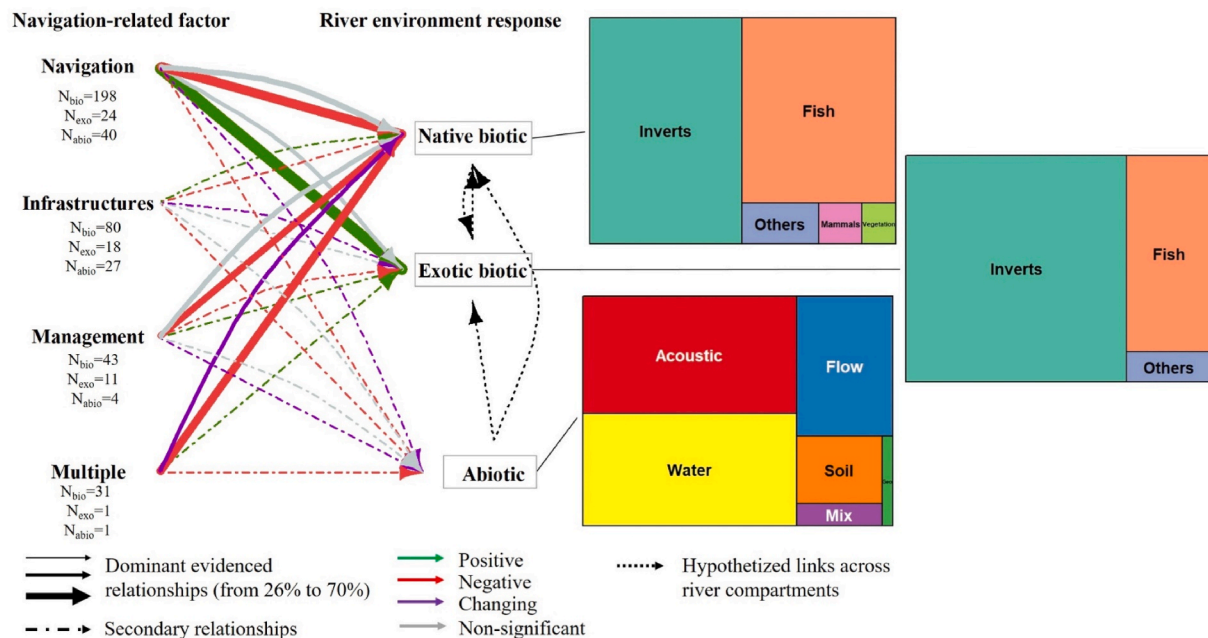 Navigation-related factor
River environment response
Navigation
Nbio=198
Nexo=24
Nabio=40
Infrastructures
Nbio=80
Nexo=18
Nabio=27
Management
Nbio=43
Nexo=11
Nabio=4
Multiple
Nbio=31
Nexo=1
Nabio=1
Native biotic
Exotic biotic
Abiotic
Inverts
Fish
Others
Mammals
Vegetation
Inverts
Fish
Others
Acoustic
Flow
Water
Soil
Mix
Dominant evidenced
relationships (from 26% to 70%)
Secondary relationships
Positive
Negative
Changing
Non-significant
Hypothetized links across
river compartments